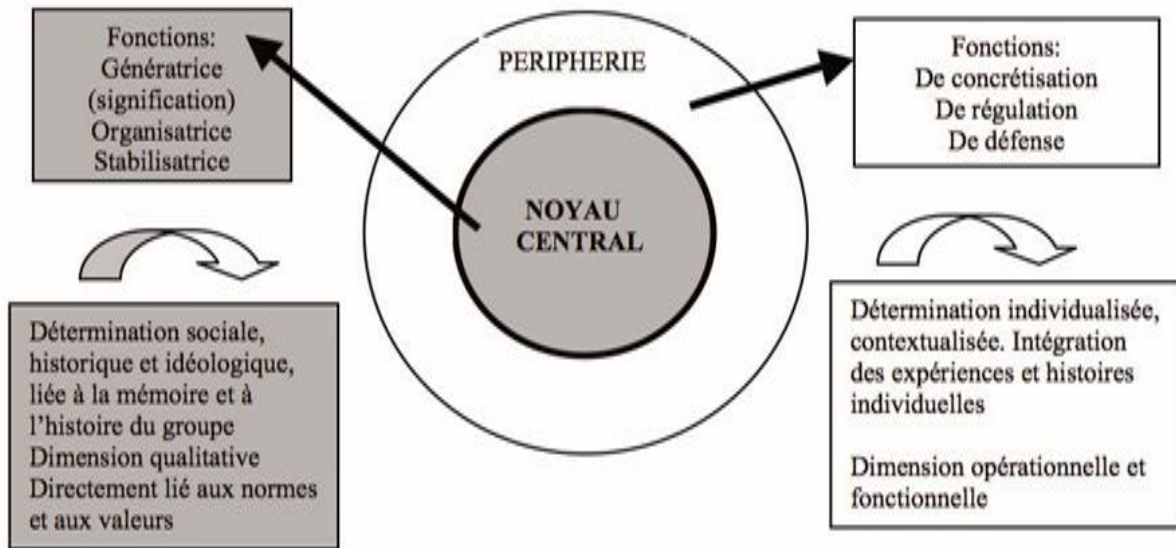 Fonctions:
Génératrice
(signification)
Organisatrice
Stabilisatrice
PERIPHERIE
NOYAU
CENTRAL
Fonctions:
De concrétisation
De régulation
De défense
Détermination sociale,
historique et idéologique,
liée à la mémoire et à
l'histoire du groupe
Dimension qualitative
Directement lié aux normes
et aux valeurs
Détermination individualisée,
contextualisée. Intégration
des expériences et histoires
individuelles
Dimension opérationnelle et
fonctionnelle